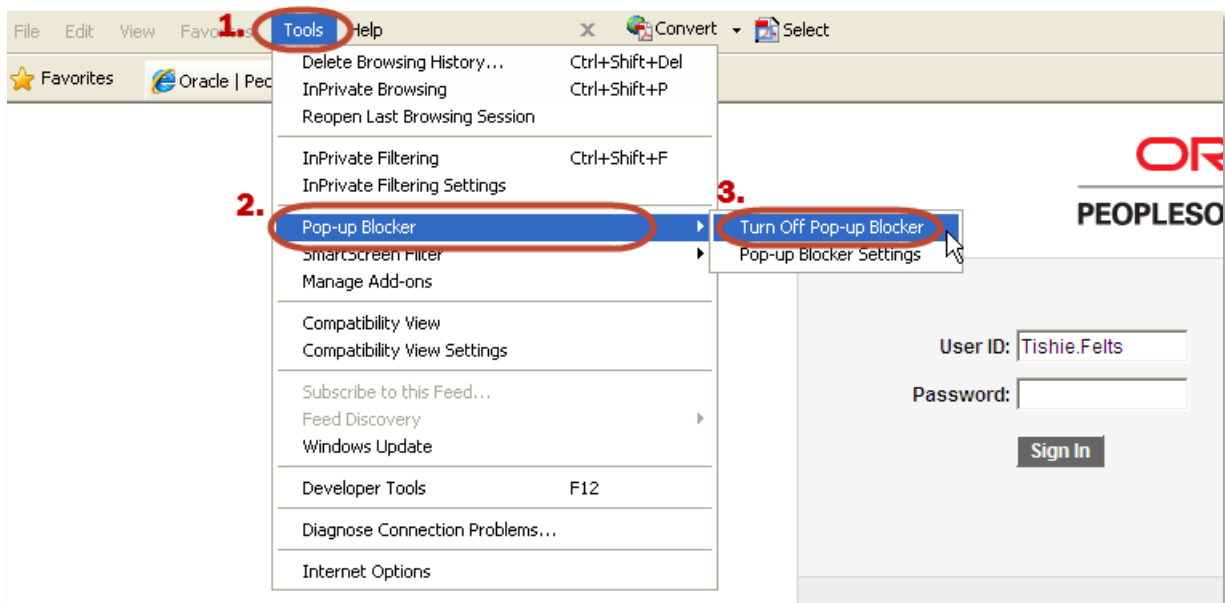 File Edit View Favorites 1. Tools Help X Convert Select
Favorites Oracle | Peo
Delete Browsing History... Ctrl+Shift+Del
InPrivate Browsing Ctrl+Shift+P
Reopen Last Browsing Session
InPrivate Filtering Ctrl+Shift+F
InPrivate Filtering Settings
2. Pop-up Blocker
3. Turn Off Pop-up Blocker
Pop-up Blocker Settings
SmartScreen Filter
Manage Add-ons
Compatibility View
Compatibility View Settings
Subscribe to this Feed...
Feed Discovery
Windows Update
Developer Tools F12
Diagnose Connection Problems...
Internet Options
OR
PEOPLESO
User ID: Tishie.Felts
Password:
Sign In